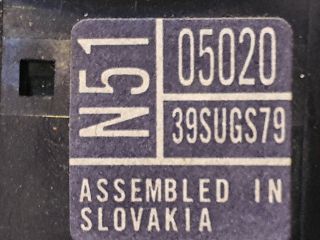 N51
05020
39SUGS79
ASSEMBLED IN
SLOVAKIA